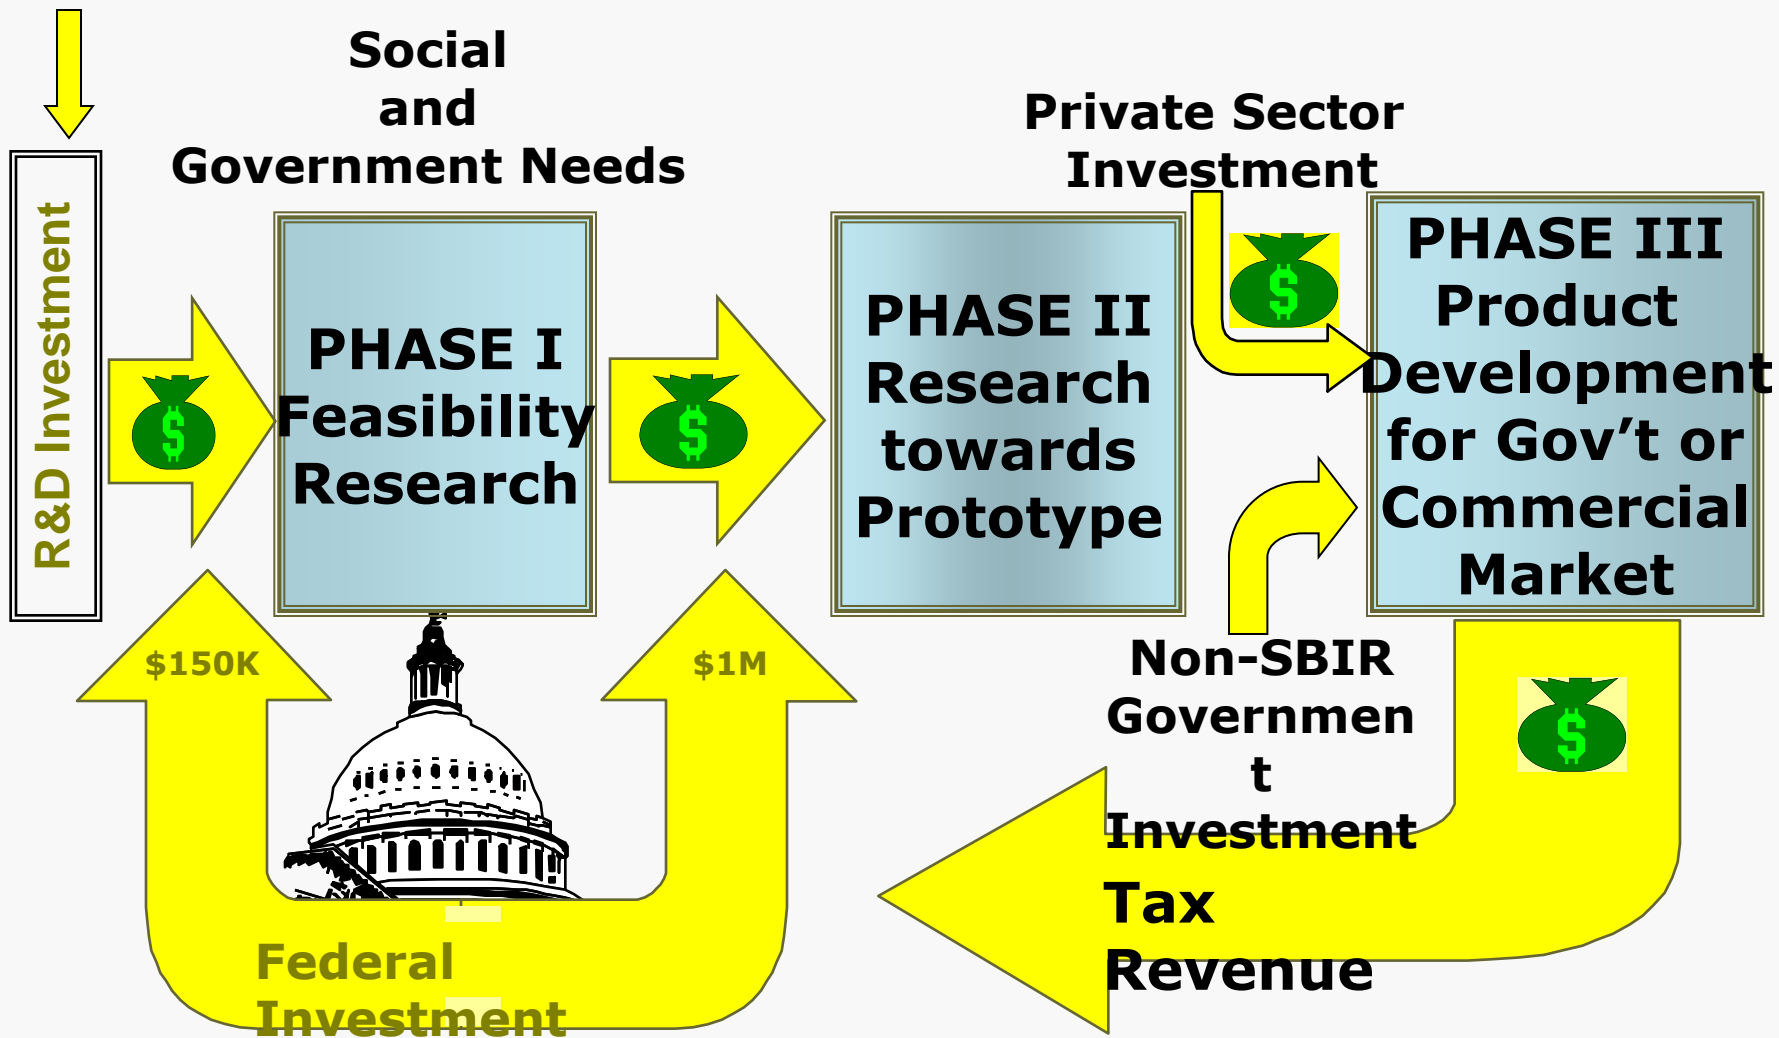 Social
and
Government Needs
Private Sector
Investment
R&D Investment
PHASE I
Feasibility
Research
PHASE II
Research
towards
Prototype
PHASE III
Product
Development
for Gov’t or
Commercial
Market
$
$
$
$150K
$1M
Non-SBIR
Governmen
t
Investment
$
Tax
Revenue
Federal
Investment